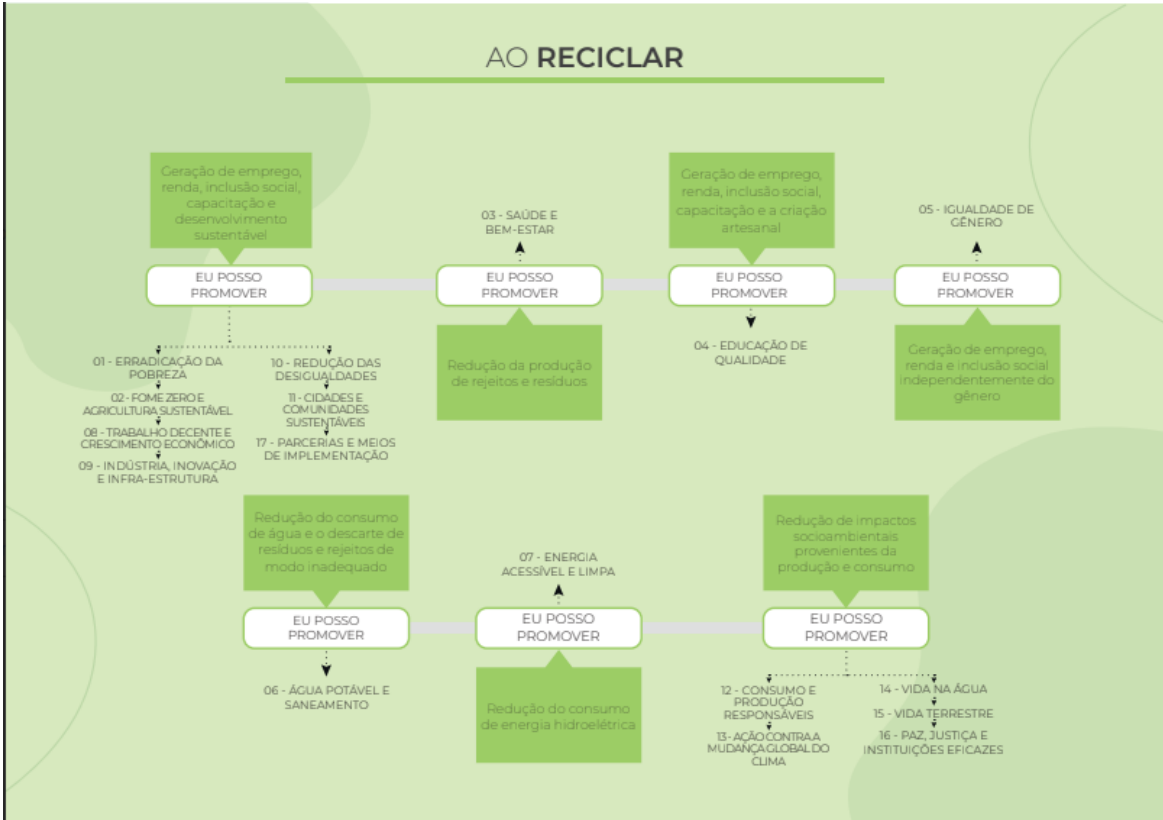 AO RECICLAR
Geração de emprego,
renda, inclusão social,
capacitação e
desenvolvimento
sustentável
EU POSSO
PROMOVER
01 - ERRADICAÇÃO DA
POBREZA
02 - FOME ZERO E
AGRICULTURA SUSTENTÁVEL
08 - TRABALHO DECENTE E
CRESCIMENTO ECONÔMICO
09 - INDÚSTRIA, INOVAÇÃO
E INFRA-ESTRUTURA
10 - REDUÇÃO DAS
DESIGUALDADES
11 - CIDADES E
COMUNIDADES
SUSTENTÁVEIS
17 - PARCERIAS E MEIOS
DE IMPLEMENTAÇÃO
03 - SAÚDE E
BEM-ESTAR
EU POSSO
PROMOVER
Redução da produção
de rejeitos e resíduos
Geração de emprego,
renda, inclusão social,
capacitação e a criação
artesanal
EU POSSO
PROMOVER
04 - EDUCAÇÃO DE
QUALIDADE
05 - IGUALDADE DE
GÊNERO
EU POSSO
PROMOVER
Geração de emprego,
renda e inclusão social
independentemente do
gênero
Redução do consumo
de água e o descarte de
resíduos e rejeitos de
modo inadequado
EU POSSO
PROMOVER
06 - ÁGUA POTÁVEL E
SANEAMENTO
07 - ENERGIA
ACESSÍVEL E LIMPA
EU POSSO
PROMOVER
Redução do consumo
de energia hidroelétrica
Redução de impactos
socioambientais
provenientes da
produção e consumo
EU POSSO
PROMOVER
12 - CONSUMO E
PRODUÇÃO
RESPONSÁVEIS
13 - AÇÃO CONTRA A
MUDANÇA GLOBAL DO
CLIMA
14 - VIDA NA ÁGUA
15 - VIDA TERRESTRE
16 - PAZ, JUSTIÇA E
INSTITUIÇÕES EFICAZES